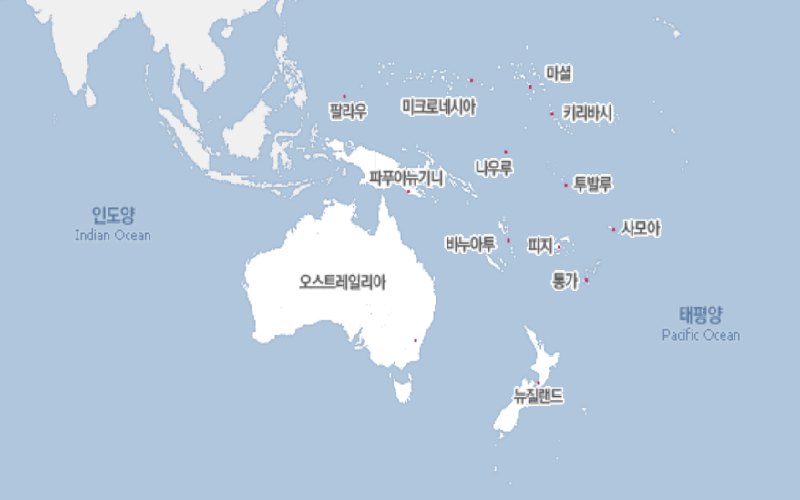 마셜
팔라우
미크로네시아
키리바시
나우루
파푸아뉴기니
투발루
인도양
Indian Ocean
사모아
비누아투
피지
오스트레일리아
통가
태평양
Pacific Ocean
뉴질랜드